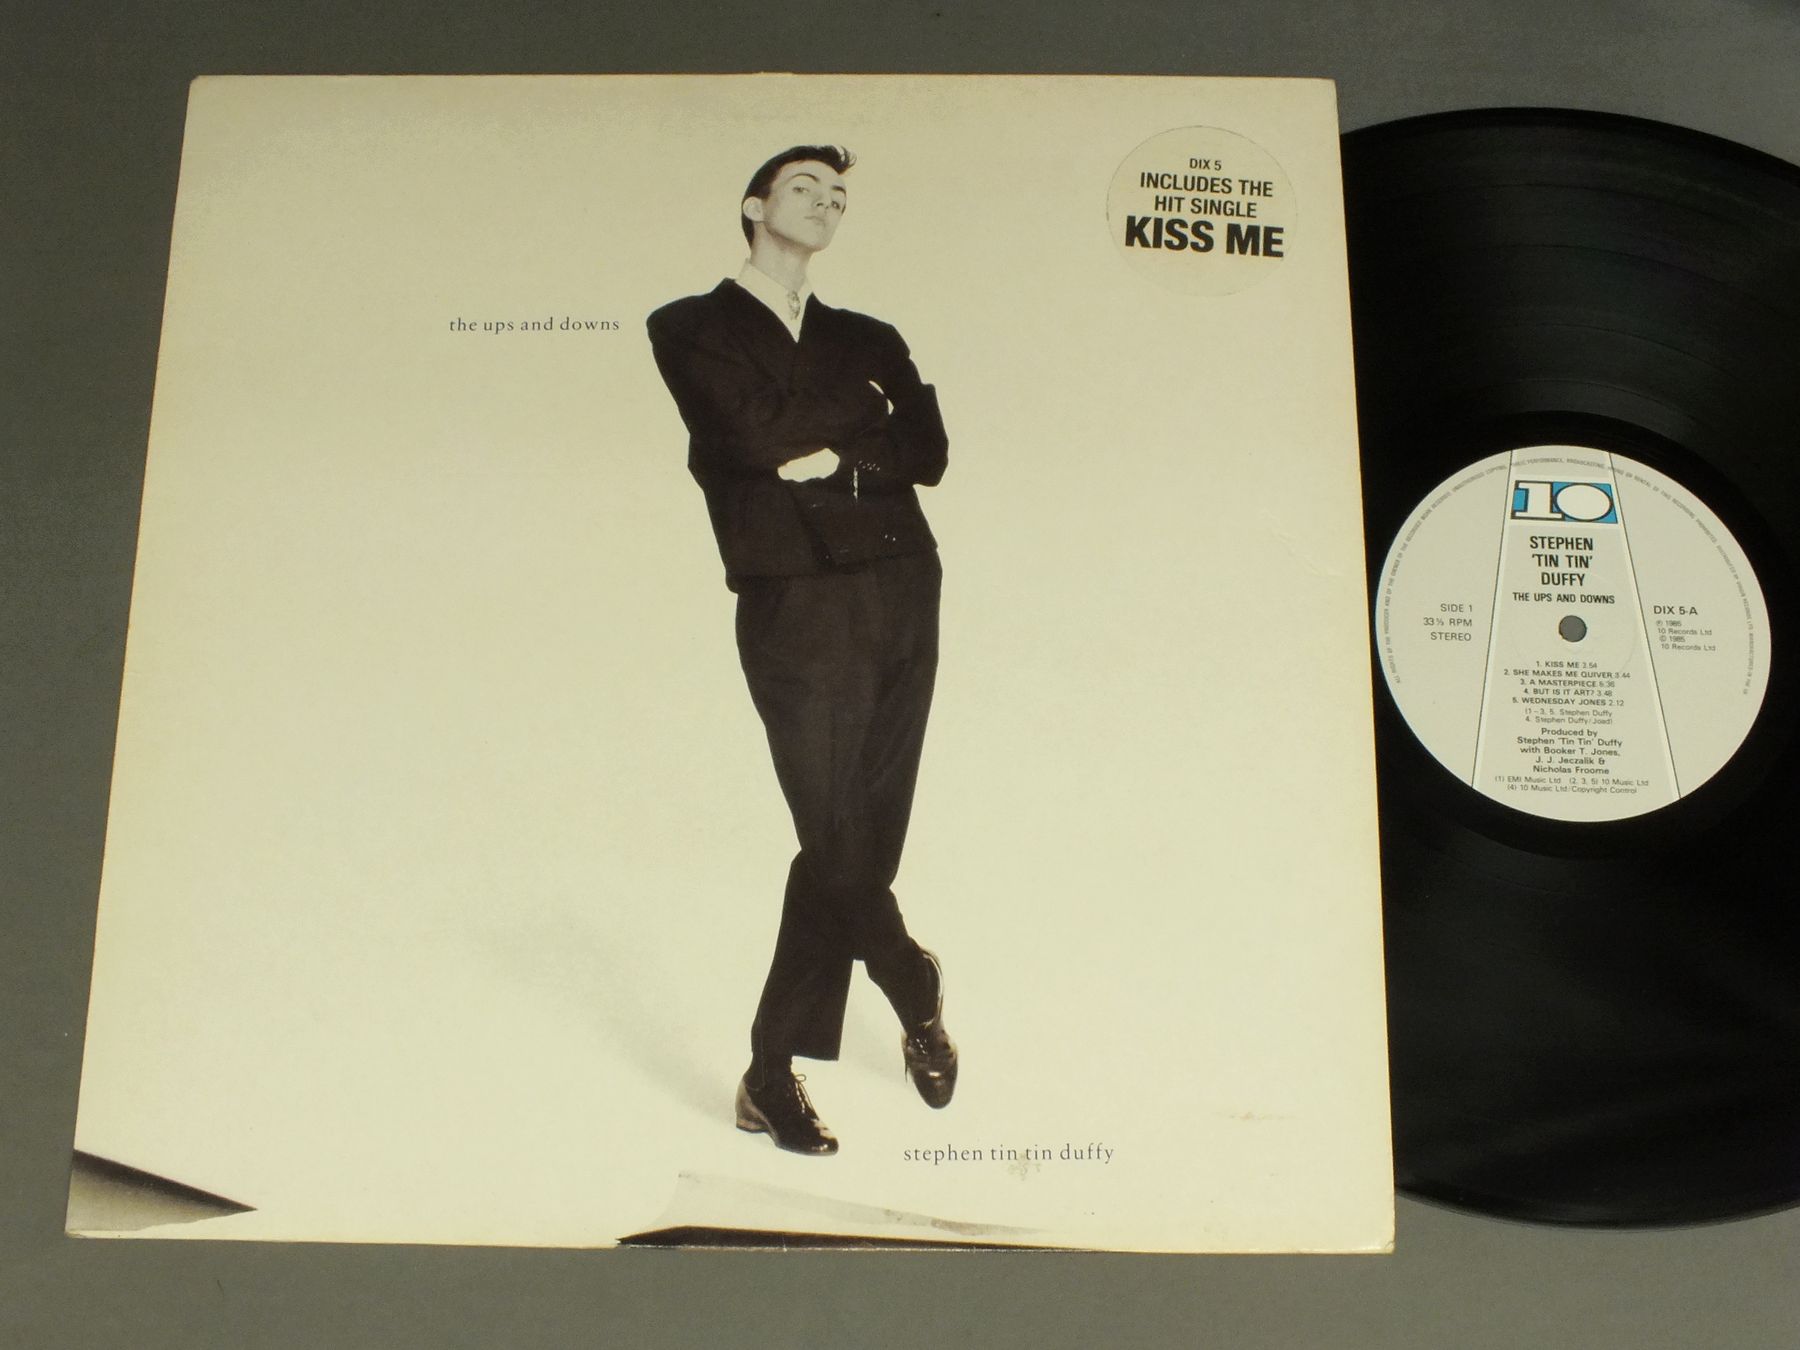 the ups and downs
DIX 5
INCLUDES THE
HIT SINGLE
KISS ME
stephen tin tin duffy
10
STEPHEN
'TIN TIN'
DUFFY
THE UPS AND DOWNS
SIDE 1
33⅓ RPM
STEREO
DIX 5-A
℗ 1985
10 Records Ltd
© 1985
10 Records Ltd
1. KISS ME 2.54
2. SHE MAKES ME QUIVER 3.44
3. A MASTERPIECE 5:36
4. BUT IS IT ART? 3.48
5. WEDNESDAY JONES 2.12
(1-3, 5. Stephen Duffy
4. Stephen Duffy/Joad)
Produced by
Stephen 'Tin Tin' Duffy
with Booker T. Jones,
J. J. Jeczalik &
Nicholas Froome
(1) EMI Music Ltd (2, 3, 5) 10 Music Ltd
(4) 10 Music Ltd/Copyright Control